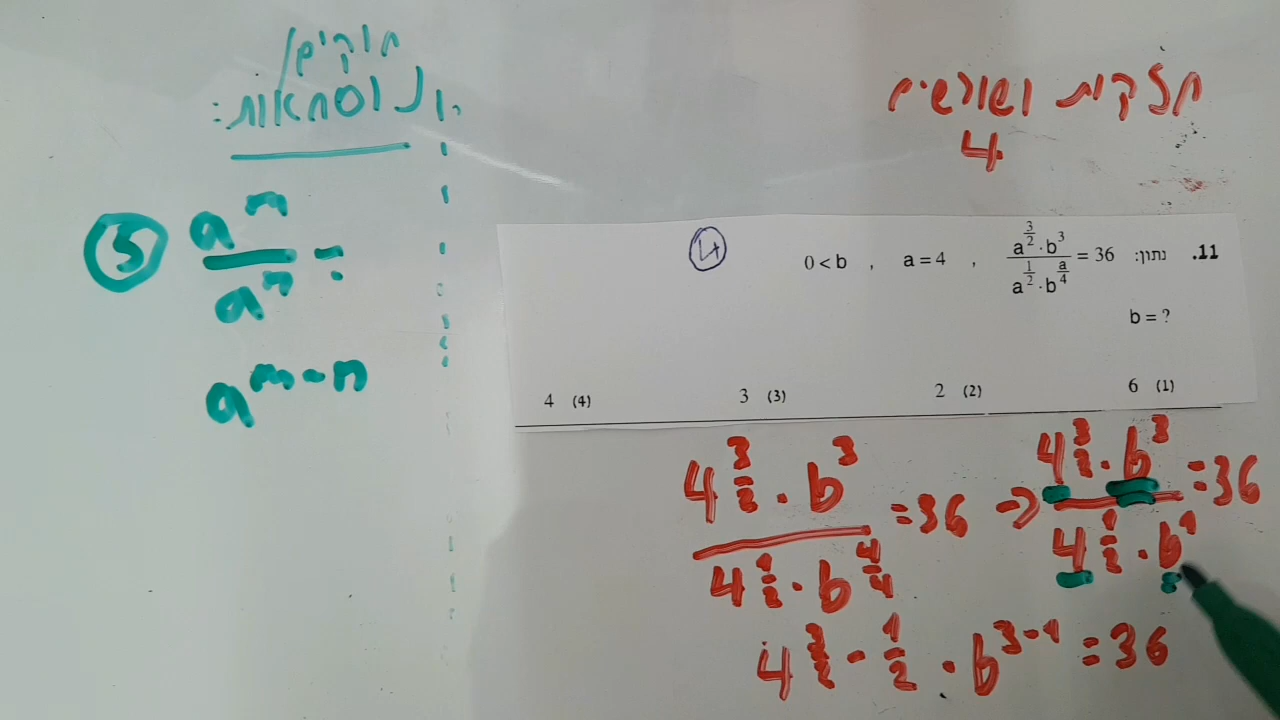 חזקות ושורשים
4
חוקים/
ונוסחאות:
⑤ a^m / a^n =
a^(m-n)
④
11. נתון: (a^(3/2) · b^3) / (a^(1/2) · b^(a/4)) = 36 , a = 4 , 0 < b
b = ?
(1) 6 (2) 2 (3) 3 (4) 4
(4^(3/2) · b^3) / (4^(1/2) · b^(4/4)) = 36 → (4^(3/2) · b^3) / (4^(1/2) · b^1) = 36
4^(3/2 - 1/2) · b^(3-1) = 36